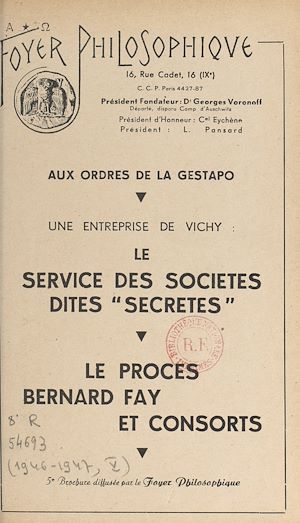 A ★ Ω
FOYER PHILOSOPHIQUE
16, Rue Cadet, 16 (IXᵉ)
C. C. P. Paris 4427-87
Président Fondateur : Dʳ Georges Voronoff
Déporté, disparu Camp d'Auschwitz
Président d'Honneur : Cᵉˡ Eychène
Président : L. Pansard
AUX ORDRES DE LA GESTAPO
UNE ENTREPRISE DE VICHY :
LE
SERVICE DES SOCIETES
DITES "SECRETES"
R.F.
LE PROCÈS
BERNARD FAY
ET CONSORTS
8° R
54693
(1946-1947, V)
5ᵉ Brochure diffusée par le Foyer Philosophique